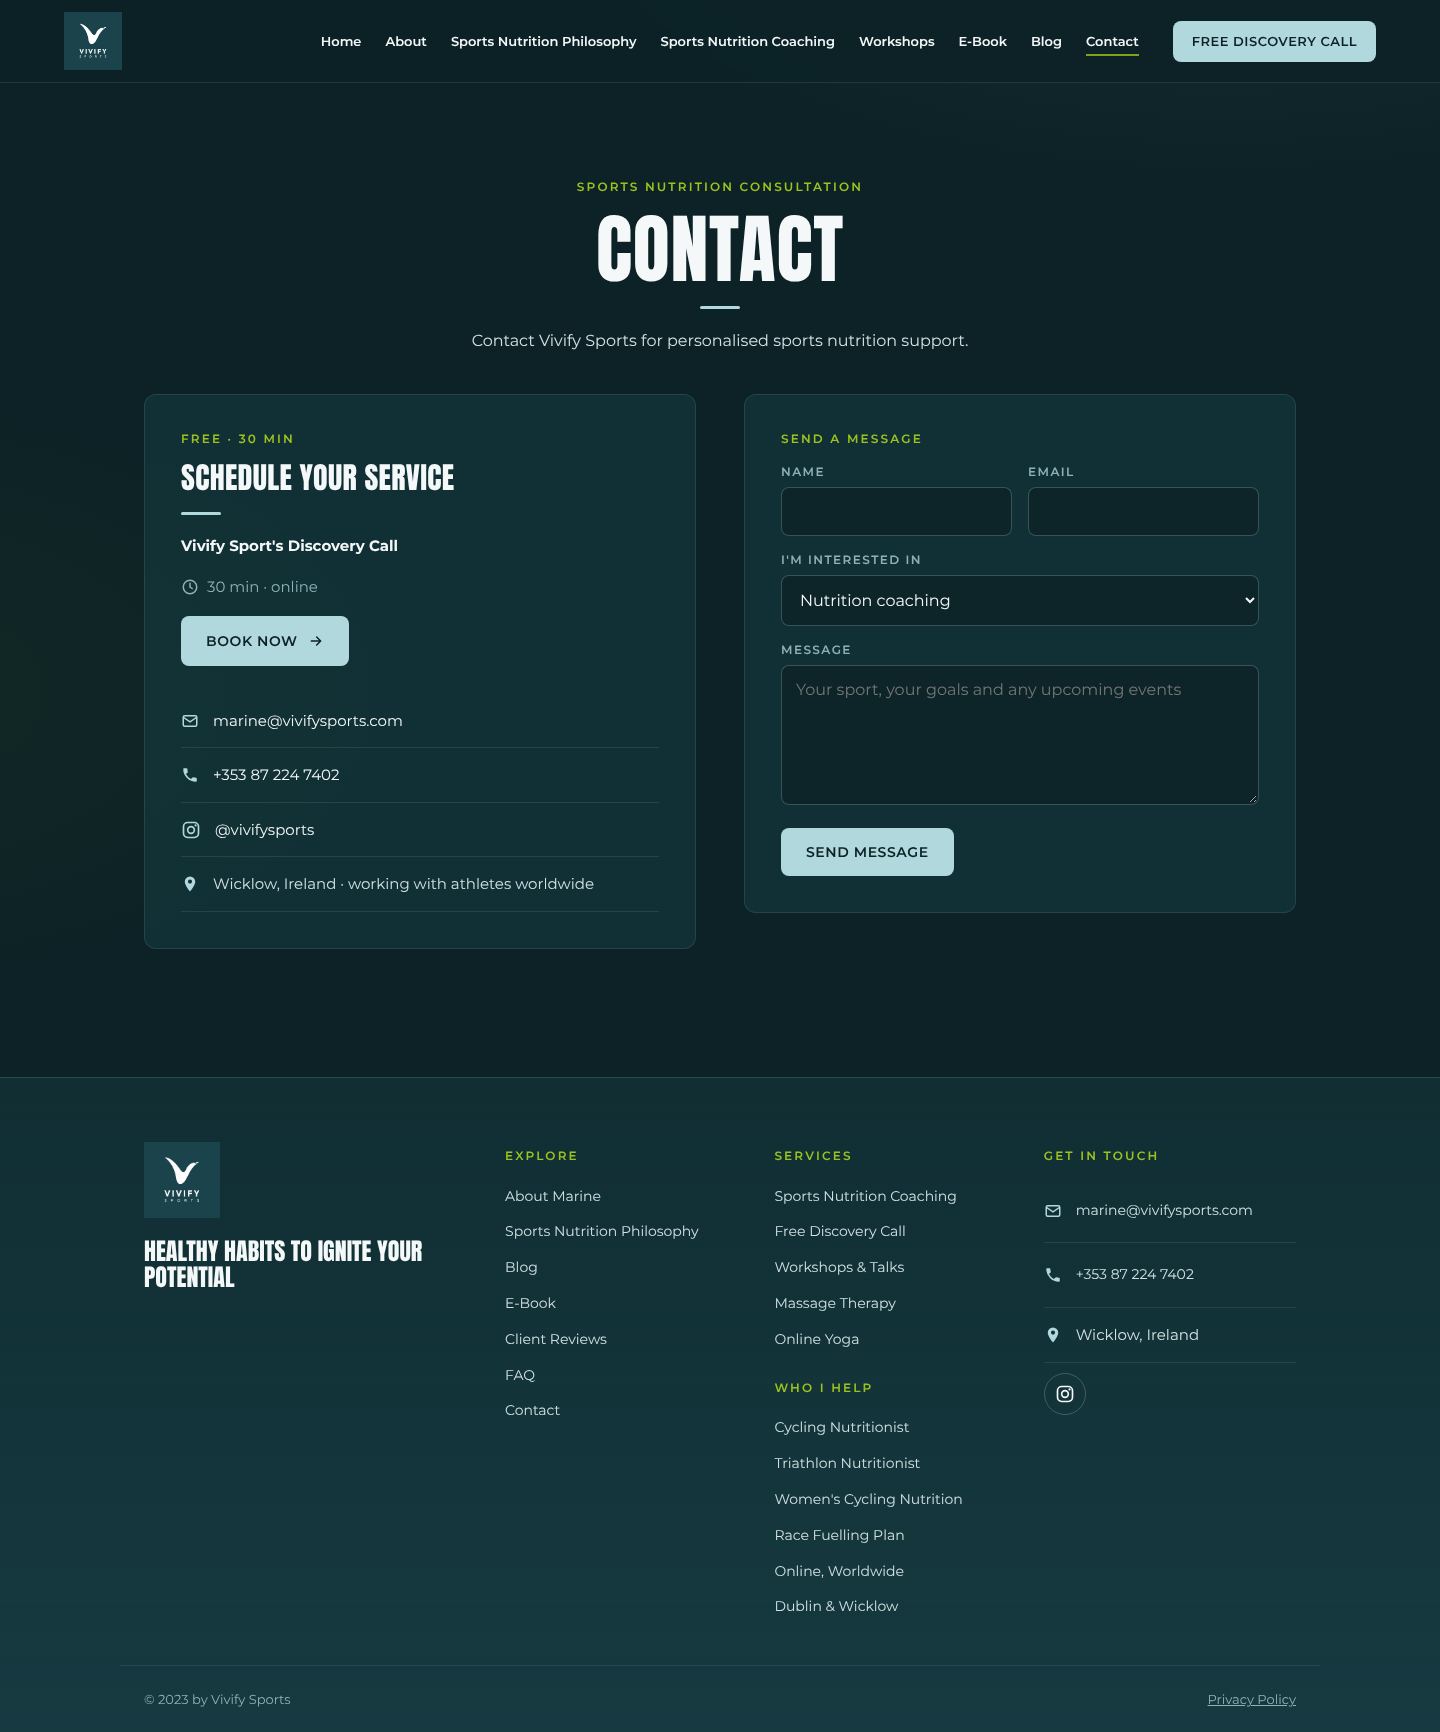 VIVIFY
SPORTS
Home About Sports Nutrition Philosophy Sports Nutrition Coaching Workshops E-Book Blog Contact FREE DISCOVERY CALL
SPORTS NUTRITION CONSULTATION
CONTACT
Contact Vivify Sports for personalised sports nutrition support.
FREE · 30 MIN
SCHEDULE YOUR SERVICE
Vivify Sport's Discovery Call
30 min · online
BOOK NOW →
marine@vivifysports.com
+353 87 224 7402
@vivifysports
Wicklow, Ireland · working with athletes worldwide
SEND A MESSAGE
NAME EMAIL
I'M INTERESTED IN
Nutrition coaching
MESSAGE
Your sport, your goals and any upcoming events
SEND MESSAGE
VIVIFY
SPORTS
HEALTHY HABITS TO IGNITE YOUR
POTENTIAL
EXPLORE
About Marine
Sports Nutrition Philosophy
Blog
E-Book
Client Reviews
FAQ
Contact
SERVICES
Sports Nutrition Coaching
Free Discovery Call
Workshops & Talks
Massage Therapy
Online Yoga
WHO I HELP
Cycling Nutritionist
Triathlon Nutritionist
Women's Cycling Nutrition
Race Fuelling Plan
Online, Worldwide
Dublin & Wicklow
GET IN TOUCH
marine@vivifysports.com
+353 87 224 7402
Wicklow, Ireland
© 2023 by Vivify Sports
Privacy Policy